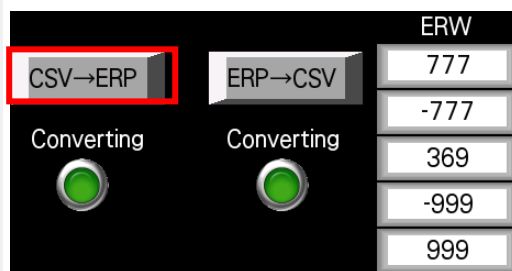 ERW
CSV→ERP
ERP→CSV
777
-777
Converting
Converting
369
-999
999